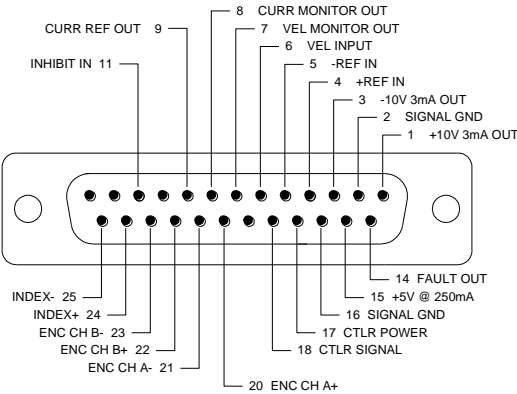 8 CURR MONITOR OUT
CURR REF OUT 9
7 VEL MONITOR OUT
6 VEL INPUT
INHIBIT IN 11
5 -REF IN
4 +REF IN
3 -10V 3mA OUT
2 SIGNAL GND
1 +10V 3mA OUT
14 FAULT OUT
INDEX- 25
15 +5V @ 250mA
INDEX+ 24
16 SIGNAL GND
ENC CH B- 23
17 CTLR POWER
ENC CH B+ 22
18 CTLR SIGNAL
ENC CH A- 21
20 ENC CH A+